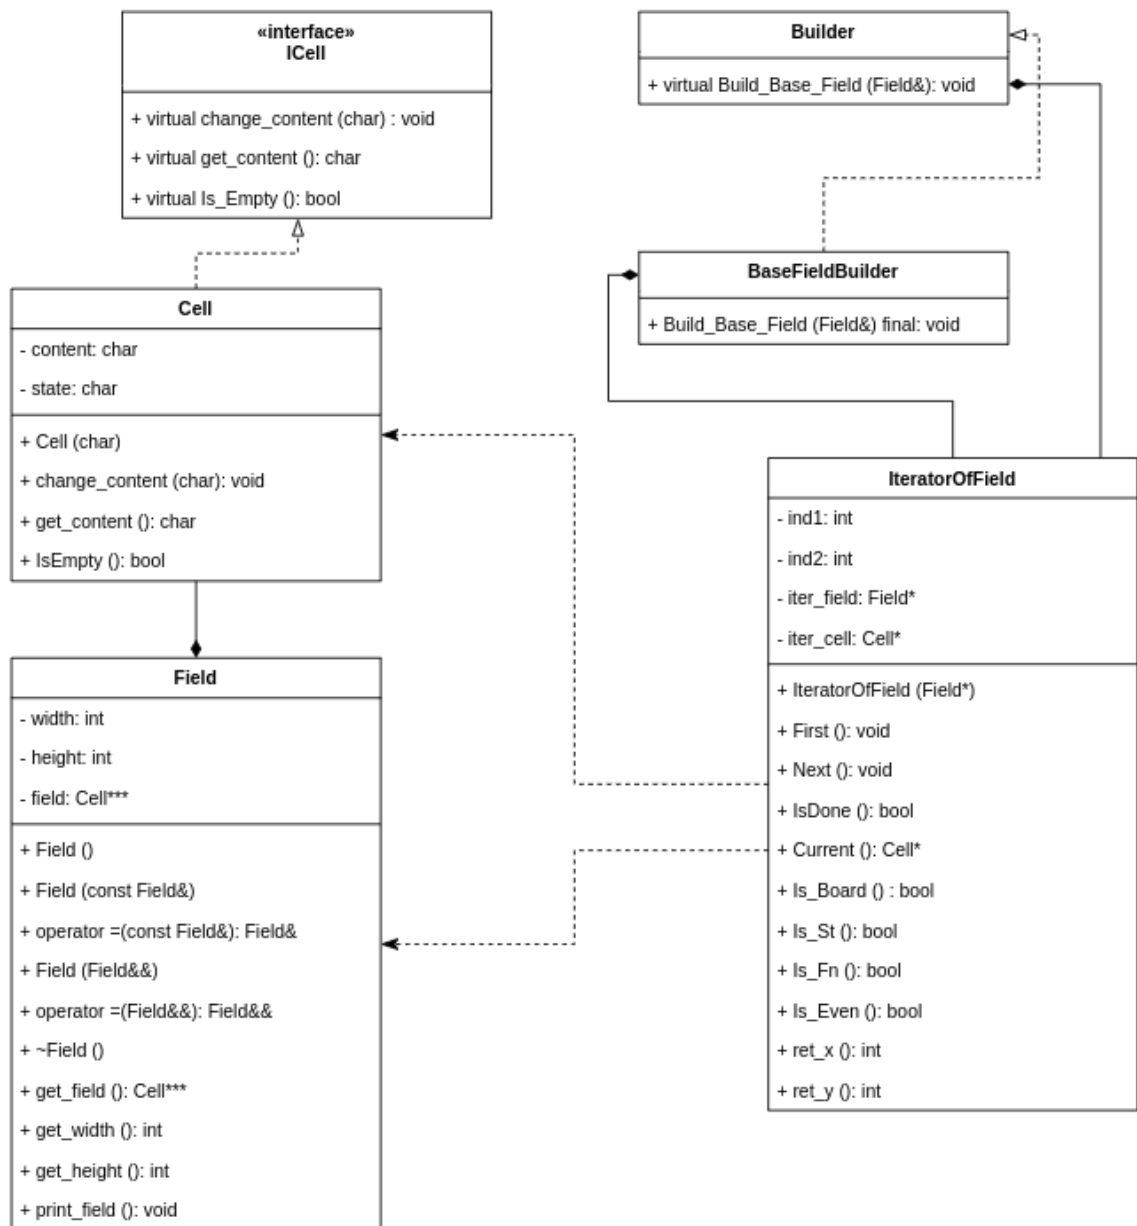 «interface»
ICell
+ virtual change_content (char) : void
+ virtual get_content (): char
+ virtual Is_Empty (): bool
Builder
+ virtual Build_Base_Field (Field&): void
BaseFieldBuilder
+ Build_Base_Field (Field&) final: void
Cell
- content: char
- state: char
+ Cell (char)
+ change_content (char): void
+ get_content (): char
+ IsEmpty (): bool
Field
- width: int
- height: int
- field: Cell***
+ Field ()
+ Field (const Field&)
+ operator =(const Field&): Field&
+ Field (Field&&)
+ operator =(Field&&): Field&&
+ ~Field ()
+ get_field (): Cell***
+ get_width (): int
+ get_height (): int
+ print_field (): void
IteratorOfField
- ind1: int
- ind2: int
- iter_field: Field*
- iter_cell: Cell*
+ IteratorOfField (Field*)
+ First (): void
+ Next (): void
+ IsDone (): bool
+ Current (): Cell*
+ Is_Board () : bool
+ Is_St (): bool
+ Is_Fn (): bool
+ Is_Even (): bool
+ ret_x (): int
+ ret_y (): int